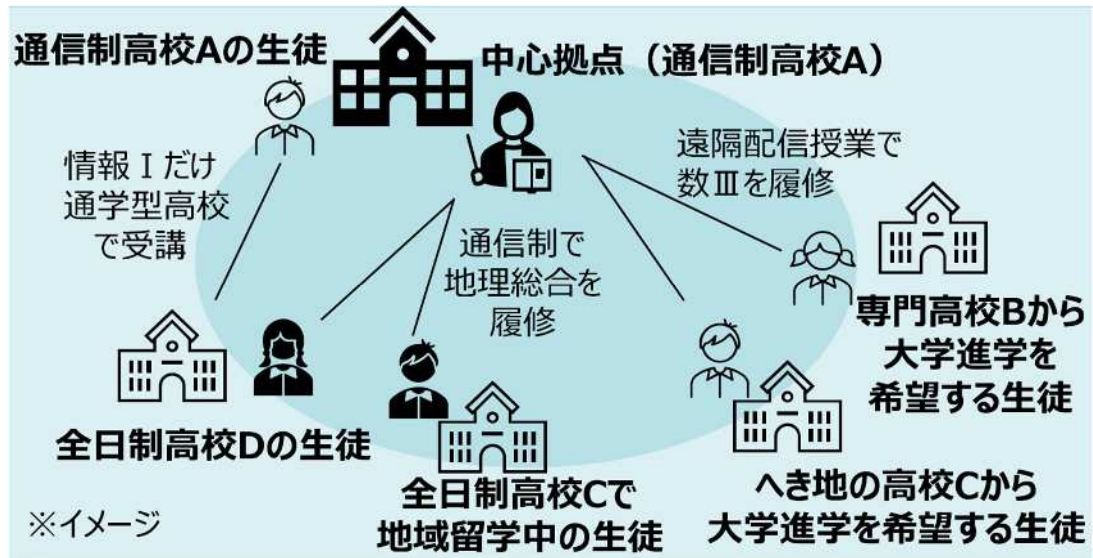 通信制高校Aの生徒
中心拠点（通信制高校A）
情報Ⅰだけ
通学型高校
で受講
遠隔配信授業で
数Ⅲを履修
通信制で
地理総合を
履修
専門高校Bから
大学進学を
希望する生徒
全日制高校Dの生徒
全日制高校Cで
地域留学中の生徒
へき地の高校Cから
大学進学を希望する生徒
※イメージ